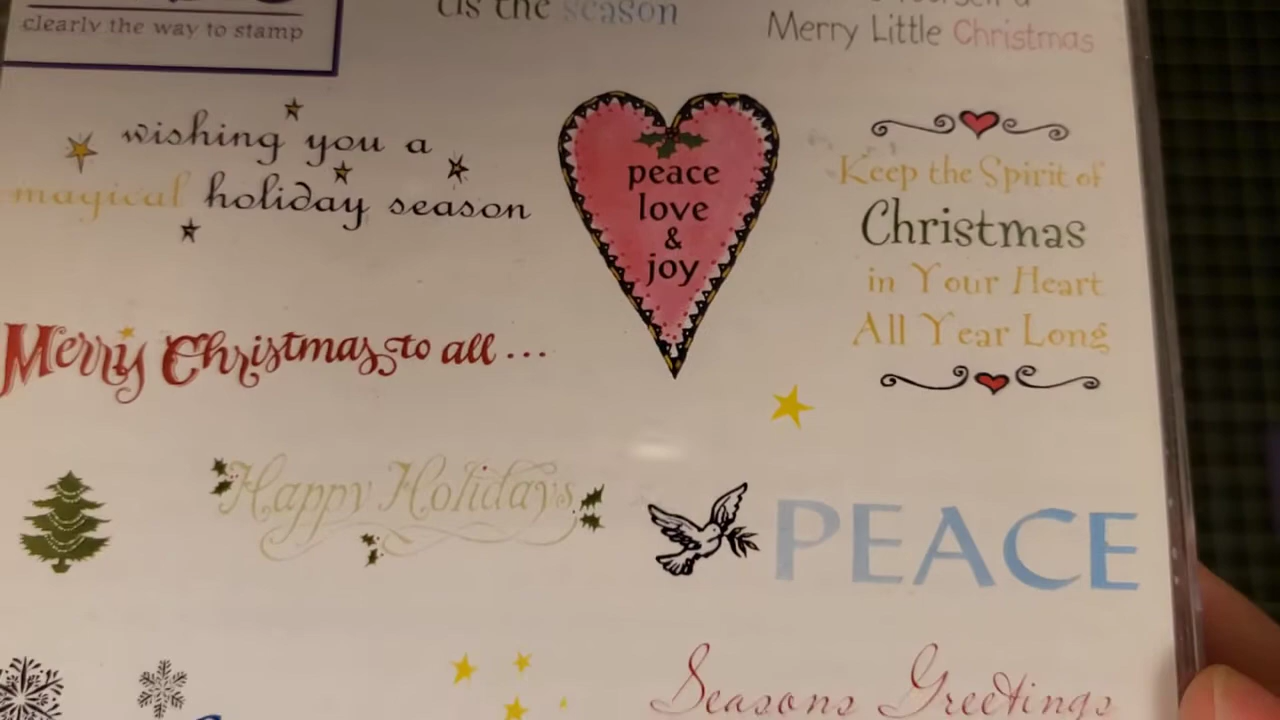 clearly the way to stamp
tis the season
Merry Little Christmas
wishing you a
magical holiday season
peace
love
&
joy
Keep the Spirit of
Christmas
in Your Heart
All Year Long
Merry Christmas to all...
Happy Holidays
PEACE
Seasons Greetings